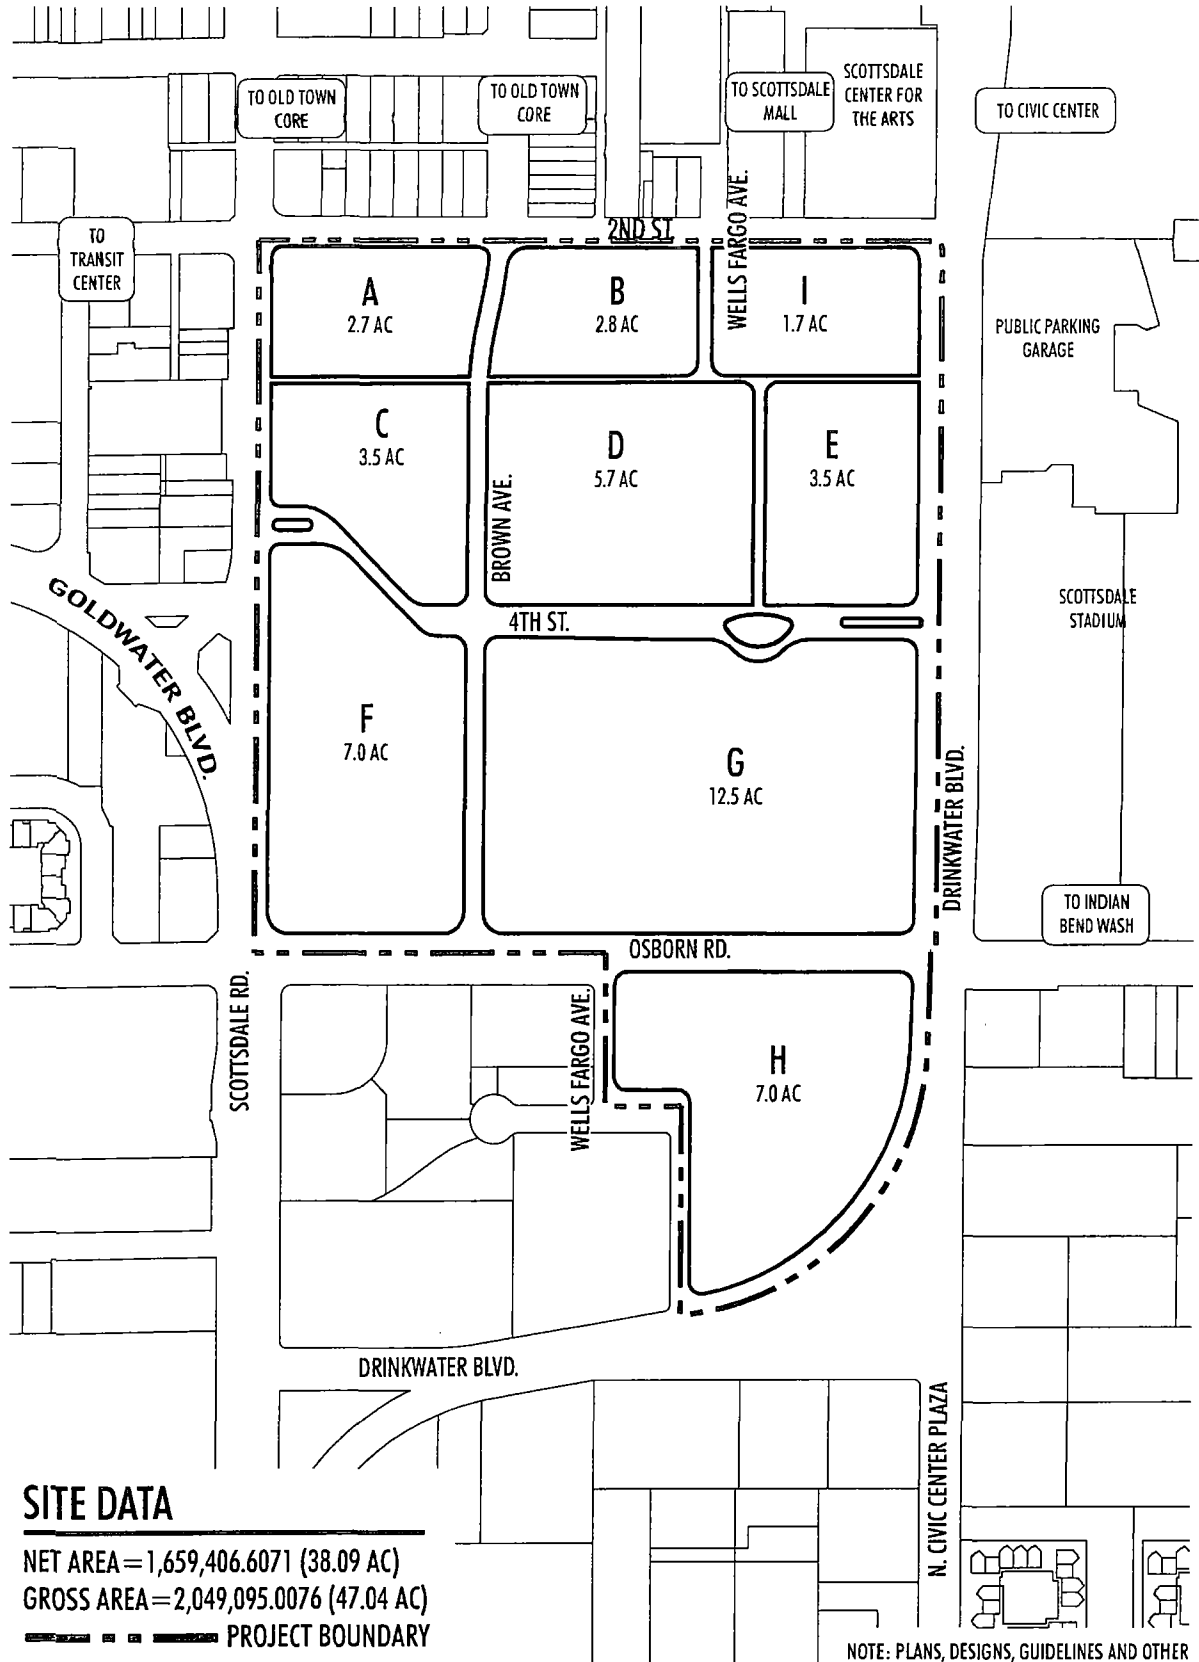 TO OLD TOWN
CORE
TO OLD TOWN
CORE
TO SCOTTSDALE
MALL
SCOTTSDALE
CENTER FOR
THE ARTS
TO CIVIC CENTER
TO
TRANSIT
CENTER
2ND ST.
WELLS FARGO AVE.
A
2.7 AC
B
2.8 AC
I
1.7 AC
PUBLIC PARKING
GARAGE
C
3.5 AC
D
5.7 AC
E
3.5 AC
BROWN AVE.
4TH ST.
SCOTTSDALE
STADIUM
GOLDWATER BLVD.
F
7.0 AC
G
12.5 AC
DRINKWATER BLVD.
TO INDIAN
BEND WASH
OSBORN RD.
SCOTTSDALE RD.
WELLS FARGO AVE.
H
7.0 AC
DRINKWATER BLVD.
N. CIVIC CENTER PLAZA
SITE DATA
NET AREA=1,659,406.6071 (38.09 AC)
GROSS AREA=2,049,095.0076 (47.04 AC)
PROJECT BOUNDARY
NOTE: PLANS, DESIGNS, GUIDELINES AND OTHER